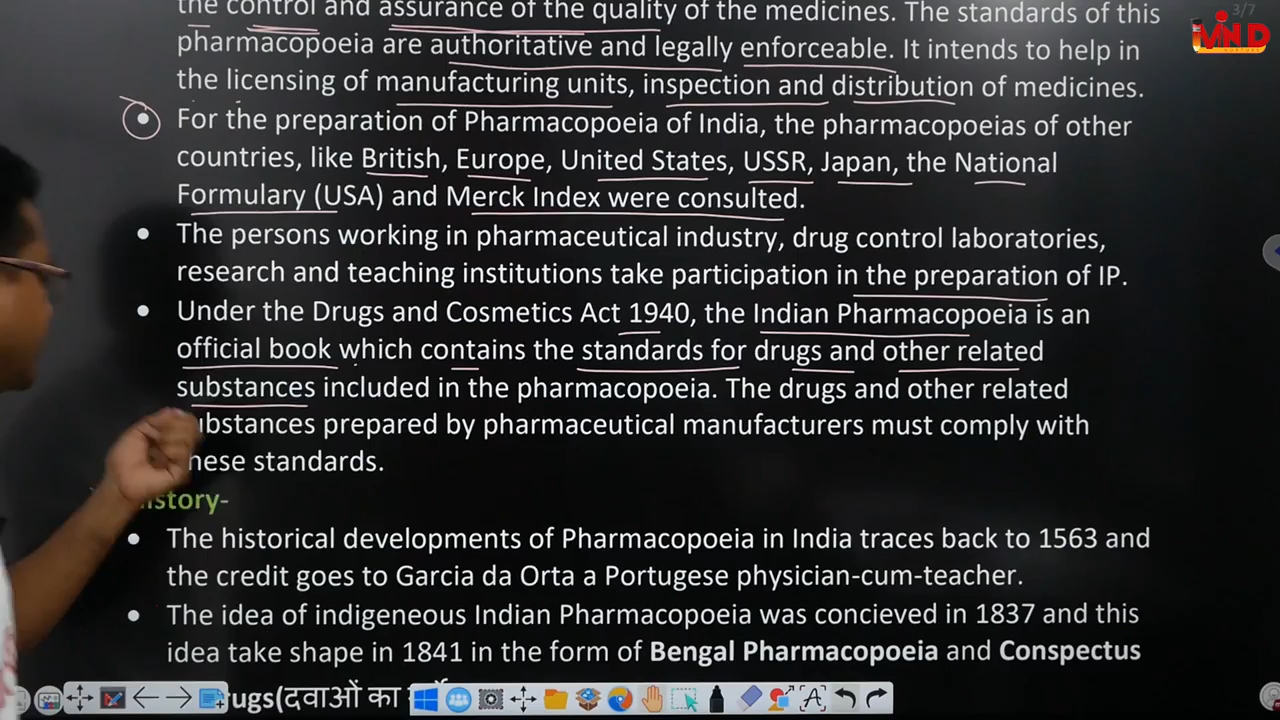 the control and assurance of the quality of the medicines. The standards of this
3/7
MIND
pharmacopoeia are authoritative and legally enforceable. It intends to help in
the licensing of manufacturing units, inspection and distribution of medicines.
• For the preparation of Pharmacopoeia of India, the pharmacopoeias of other
countries, like British, Europe, United States, USSR, Japan, the National
Formulary (USA) and Merck Index were consulted.
• The persons working in pharmaceutical industry, drug control laboratories,
research and teaching institutions take participation in the preparation of IP.
• Under the Drugs and Cosmetics Act 1940, the Indian Pharmacopoeia is an
official book which contains the standards for drugs and other related
substances included in the pharmacopoeia. The drugs and other related
substances prepared by pharmaceutical manufacturers must comply with
these standards.
History-
• The historical developments of Pharmacopoeia in India traces back to 1563 and
the credit goes to Garcia da Orta a Portugese physician-cum-teacher.
• The idea of indigeneous Indian Pharmacopoeia was concieved in 1837 and this
idea take shape in 1841 in the form of Bengal Pharmacopoeia and Conspectus
rugs(दवाओं का